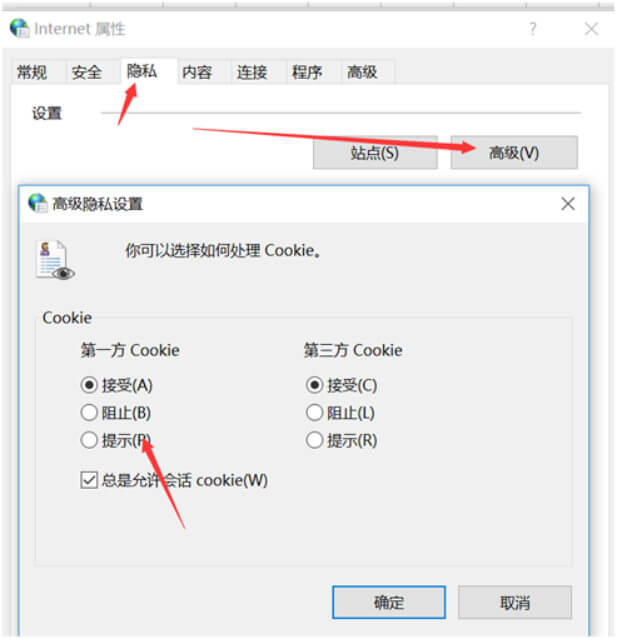 Internet 属性
?
常规 安全 隐私 内容 连接 程序 高级
设置
站点(S) 高级(V)
高级隐私设置
你可以选择如何处理 Cookie。
Cookie
第一方 Cookie 第三方 Cookie
接受(A) 接受(C)
阻止(B) 阻止(L)
提示(P) 提示(R)
总是允许会话 cookie(W)
确定 取消